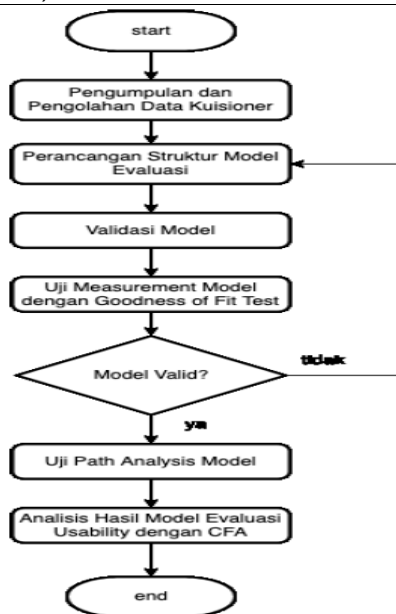 start
Pengumpulan dan
Pengolahan Data Kuisioner
Perancangan Struktur Model
Evaluasi
Validasi Model
Uji Measurement Model
dengan Goodness of Fit Test
Model Valid?
tidak
ya
Uji Path Analysis Model
Analisis Hasil Model Evaluasi
Usability dengan CFA
end